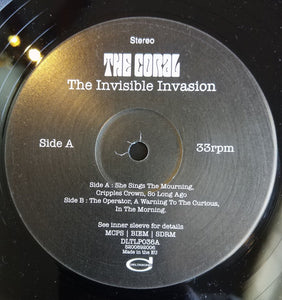 Stereo
THE CORAL
The Invisible Invasion
Side A 33rpm
Side A : She Sings The Mourning,
Cripples Crown, So Long Ago
Side B : The Operator, A Warning To The Curious,
In The Morning.
See inner sleeve for details
MCPS | BIEM | SDRM
DLTLP036A
5200692006
Made in the EU
DELTASONIC